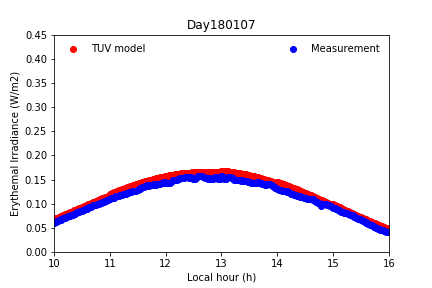 Day180107
TUV model
Measurement
Erythemal Irradiance (W/m2)
0.45
0.40
0.35
0.30
0.25
0.20
0.15
0.10
0.05
0.00
10 11 12 13 14 15 16
Local hour (h)